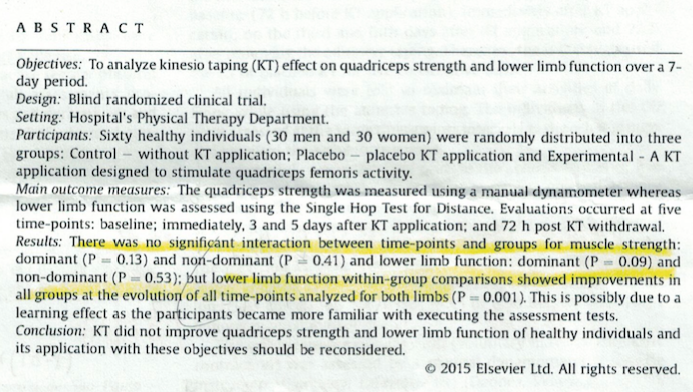 ABSTRACT
Objectives: To analyze kinesio taping (KT) effect on quadriceps strength and lower limb function over a 7-
day period.
Design: Blind randomized clinical trial.
Setting: Hospital's Physical Therapy Department.
Participants: Sixty healthy individuals (30 men and 30 women) were randomly distributed into three
groups: Control – without KT application; Placebo – placebo KT application and Experimental - A KT
application designed to stimulate quadriceps femoris activity.
Main outcome measures: The quadriceps strength was measured using a manual dynamometer whereas
lower limb function was assessed using the Single Hop Test for Distance. Evaluations occurred at five
time-points: baseline; immediately, 3 and 5 days after KT application; and 72 h post KT withdrawal.
Results: There was no significant interaction between time-points and groups for muscle strength:
dominant (P = 0.13) and non-dominant (P = 0.41) and lower limb function: dominant (P = 0.09) and
non-dominant (P = 0.53); but lower limb function within-group comparisons showed improvements in
all groups at the evolution of all time-points analyzed for both limbs (P = 0.001). This is possibly due to a
learning effect as the participants became more familiar with executing the assessment tests.
Conclusion: KT did not improve quadriceps strength and lower limb function of healthy individuals and
its application with these objectives should be reconsidered.
© 2015 Elsevier Ltd. All rights reserved.